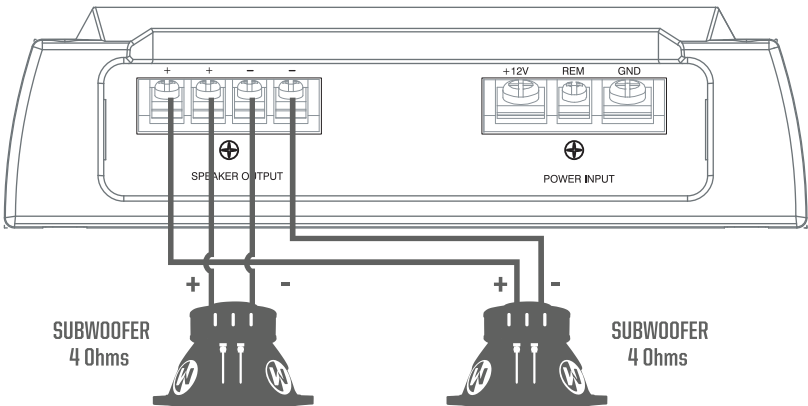 + + − −
+12V REM GND
SPEAKER OUTPUT
POWER INPUT
+ -
+ -
SUBWOOFER
4 Ohms
SUBWOOFER
4 Ohms